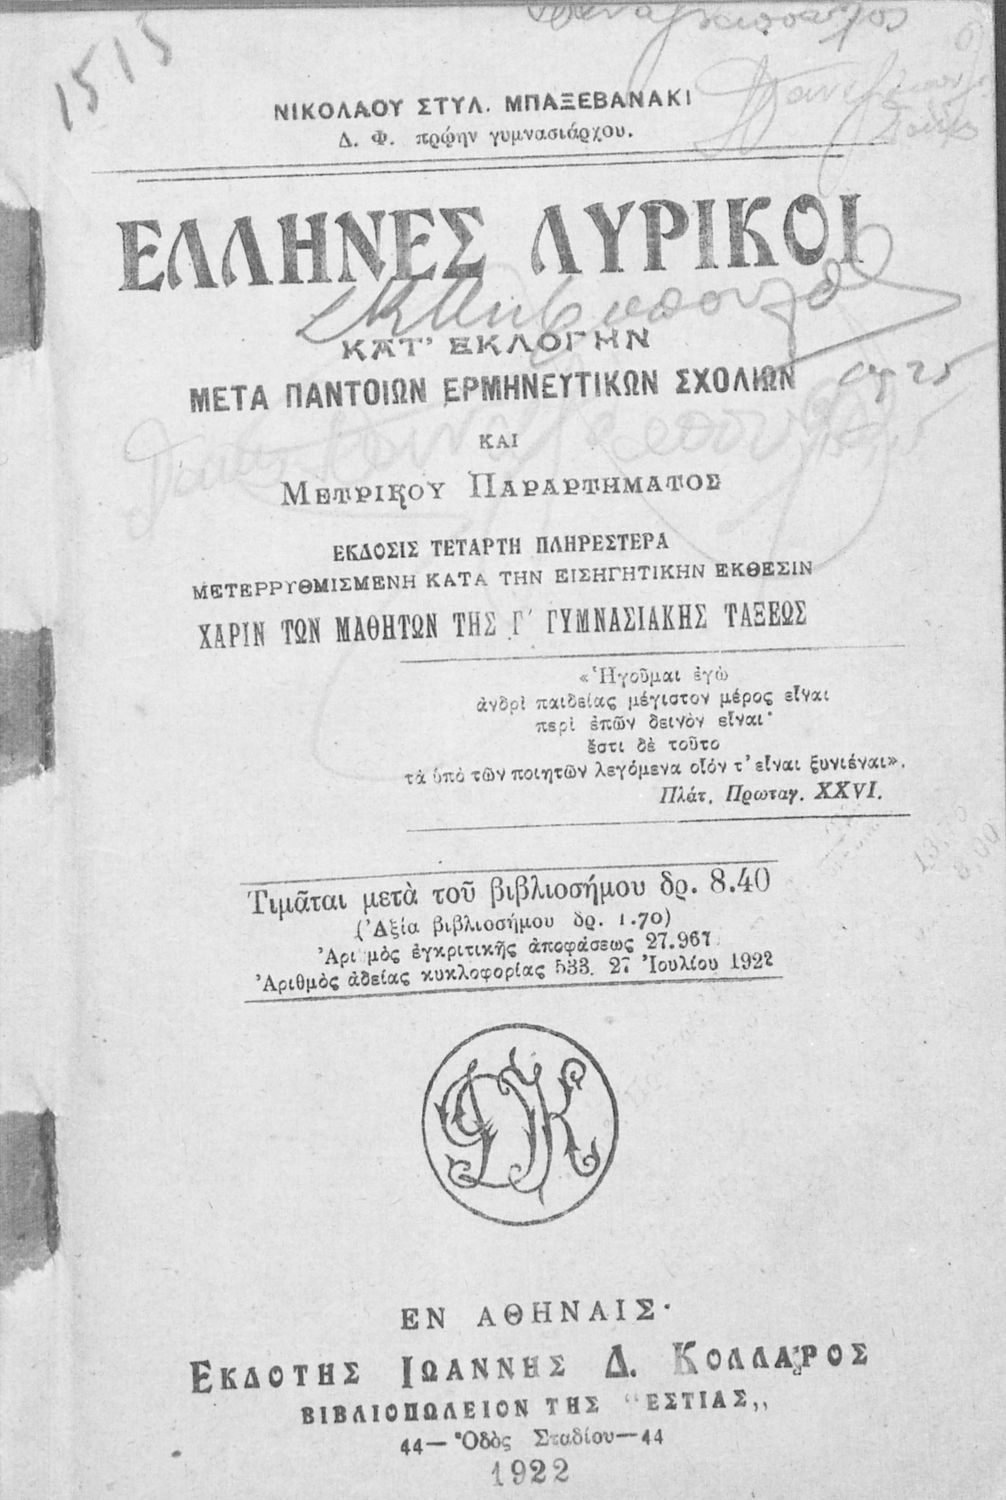 1515
ΝΙΚΟΛΑΟΥ ΣΤΥΛ. ΜΠΑΞΕΒΑΝΑΚΙ
Δ. Φ. πρῴην γυμνασιάρχου.
ΕΛΛΗΝΕΣ ΛΥΡΙΚΟΙ
ΚΑΤ' ΕΚΛΟΓΗΝ
ΜΕΤΑ ΠΑΝΤΟΙΩΝ ΕΡΜΗΝΕΥΤΙΚΩΝ ΣΧΟΛΙΩΝ
ΚΑΙ
ΜΕΤΡΙΚΟΥ ΠΑΡΑΡΤΗΜΑΤΟΣ
ΕΚΔΟΣΙΣ ΤΕΤΑΡΤΗ ΠΛΗΡΕΣΤΕΡΑ
ΜΕΤΕΡΡΥΘΜΙΣΜΕΝΗ ΚΑΤΑ ΤΗΝ ΕΙΣΗΓΗΤΙΚΗΝ ΕΚΘΕΣΙΝ
ΧΑΡΙΝ ΤΩΝ ΜΑΘΗΤΩΝ ΤΗΣ Γ΄ ΓΥΜΝΑΣΙΑΚΗΣ ΤΑΞΕΩΣ
«Ἡγοῦμαι ἐγὼ
ἀνδρὶ παιδείας μέγιστον μέρος εἶναι
περὶ ἐπῶν δεινὸν εἶναι·
ἔστι δὲ τοῦτο
τὰ ὑπὸ τῶν ποιητῶν λεγόμενα οἷόν τ' εἶναι ξυνιέναι».
Πλάτ. Πρωταγ. XXVI.
Τιμᾶται μετὰ τοῦ βιβλιοσήμου δρ. 8.40
(Ἀξία βιβλιοσήμου δρ. 1.70)
Ἀριθμὸς ἐγκριτικῆς ἀποφάσεως 27.967
Ἀριθμὸς ἀδείας κυκλοφορίας 533. 27 Ἰουλίου 1922
ΕΝ ΑΘΗΝΑΙΣ·
ΕΚΔΟΤΗΣ ΙΩΑΝΝΗΣ Δ. ΚΟΛΛΑΡΟΣ
ΒΙΒΛΙΟΠΩΛΕΙΟΝ ΤΗΣ "ΕΣΤΙΑΣ,,
44—Ὁδὸς Σταδίου—44
1922